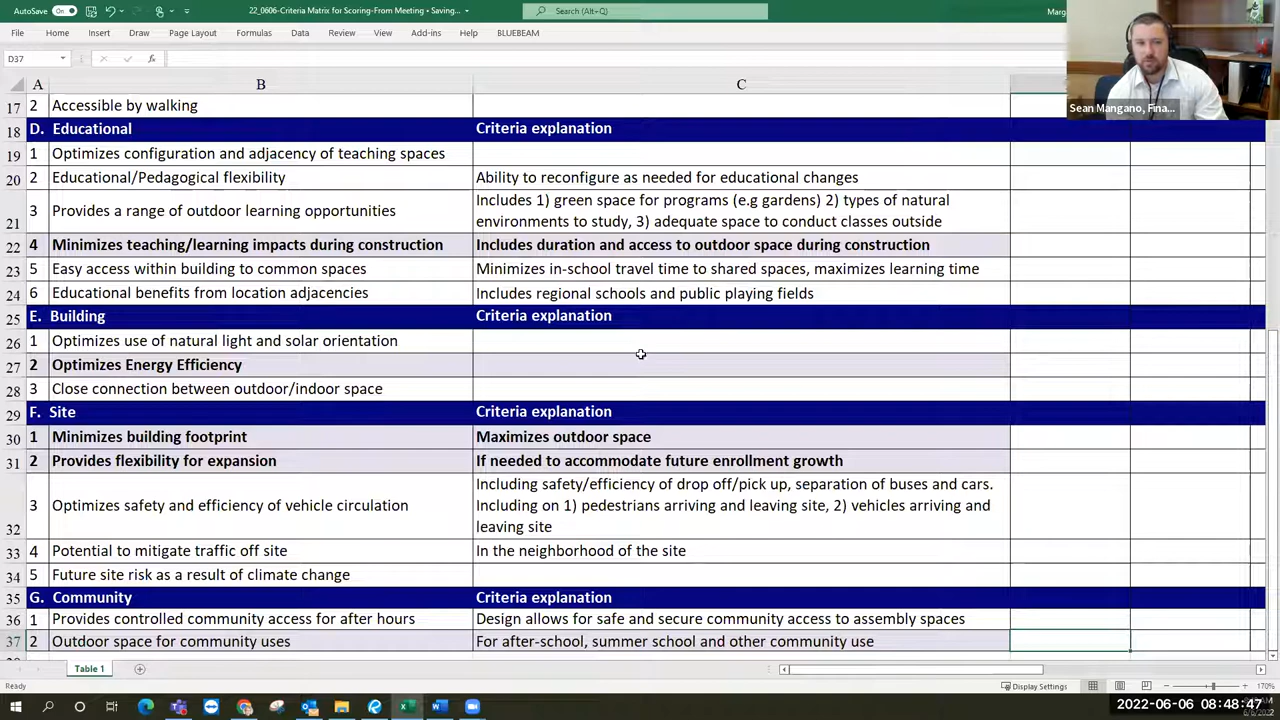 AutoSave On 22_0606-Criteria Matrix for Scoring-From Meeting • Saving... Search (Alt+Q) Marg
File Home Insert Draw Page Layout Formulas Data Review View Add-ins Help BLUEBEAM
D37 fx
A B C
17 2 Accessible by walking
18 D. Educational Criteria explanation
19 1 Optimizes configuration and adjacency of teaching spaces
20 2 Educational/Pedagogical flexibility Ability to reconfigure as needed for educational changes
21 3 Provides a range of outdoor learning opportunities Includes 1) green space for programs (e.g gardens) 2) types of natural
environments to study, 3) adequate space to conduct classes outside
22 4 Minimizes teaching/learning impacts during construction Includes duration and access to outdoor space during construction
23 5 Easy access within building to common spaces Minimizes in-school travel time to shared spaces, maximizes learning time
24 6 Educational benefits from location adjacencies Includes regional schools and public playing fields
25 E. Building Criteria explanation
26 1 Optimizes use of natural light and solar orientation
27 2 Optimizes Energy Efficiency
28 3 Close connection between outdoor/indoor space
29 F. Site Criteria explanation
30 1 Minimizes building footprint Maximizes outdoor space
31 2 Provides flexibility for expansion If needed to accommodate future enrollment growth
32 3 Optimizes safety and efficiency of vehicle circulation Including safety/efficiency of drop off/pick up, separation of buses and cars.
Including on 1) pedestrians arriving and leaving site, 2) vehicles arriving and
leaving site
33 4 Potential to mitigate traffic off site In the neighborhood of the site
34 5 Future site risk as a result of climate change
35 G. Community Criteria explanation
36 1 Provides controlled community access for after hours Design allows for safe and secure community access to assembly spaces
37 2 Outdoor space for community uses For after-school, summer school and other community use
Sean Mangano, Fina...
Table 1
Ready Display Settings 170%
2022-06-06 08:48:47